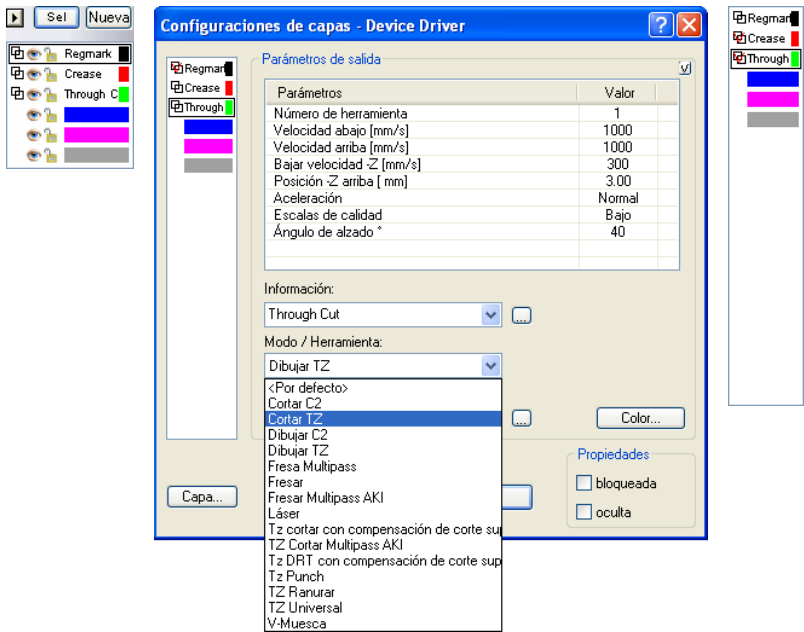 Sel Nueva
Regmark
Crease
Through C
Configuraciones de capas - Device Driver
Regmar
Crease
Through
Parámetros de salida
Parámetros Valor
Número de herramienta 1
Velocidad abajo [mm/s] 1000
Velocidad arriba [mm/s] 1000
Bajar velocidad -Z [mm/s] 300
Posición -Z arriba [ mm] 3.00
Aceleración Normal
Escalas de calidad Bajo
Ángulo de alzado ° 40
Información:
Through Cut
...
Modo / Herramienta:
Dibujar TZ
<Por defecto>
Cortar C2
Cortar TZ
Dibujar C2
Dibujar TZ
Fresa Multipass
Fresar
Fresar Multipass AKI
Láser
Tz cortar con compensación de corte sup
TZ Cortar Multipass AKI
Tz DRT con compensación de corte sup
Tz Punch
TZ Ranurar
TZ Universal
V-Muesca
...
Color...
Propiedades
bloqueada
oculta
Capa...
Regmar
Crease
Through